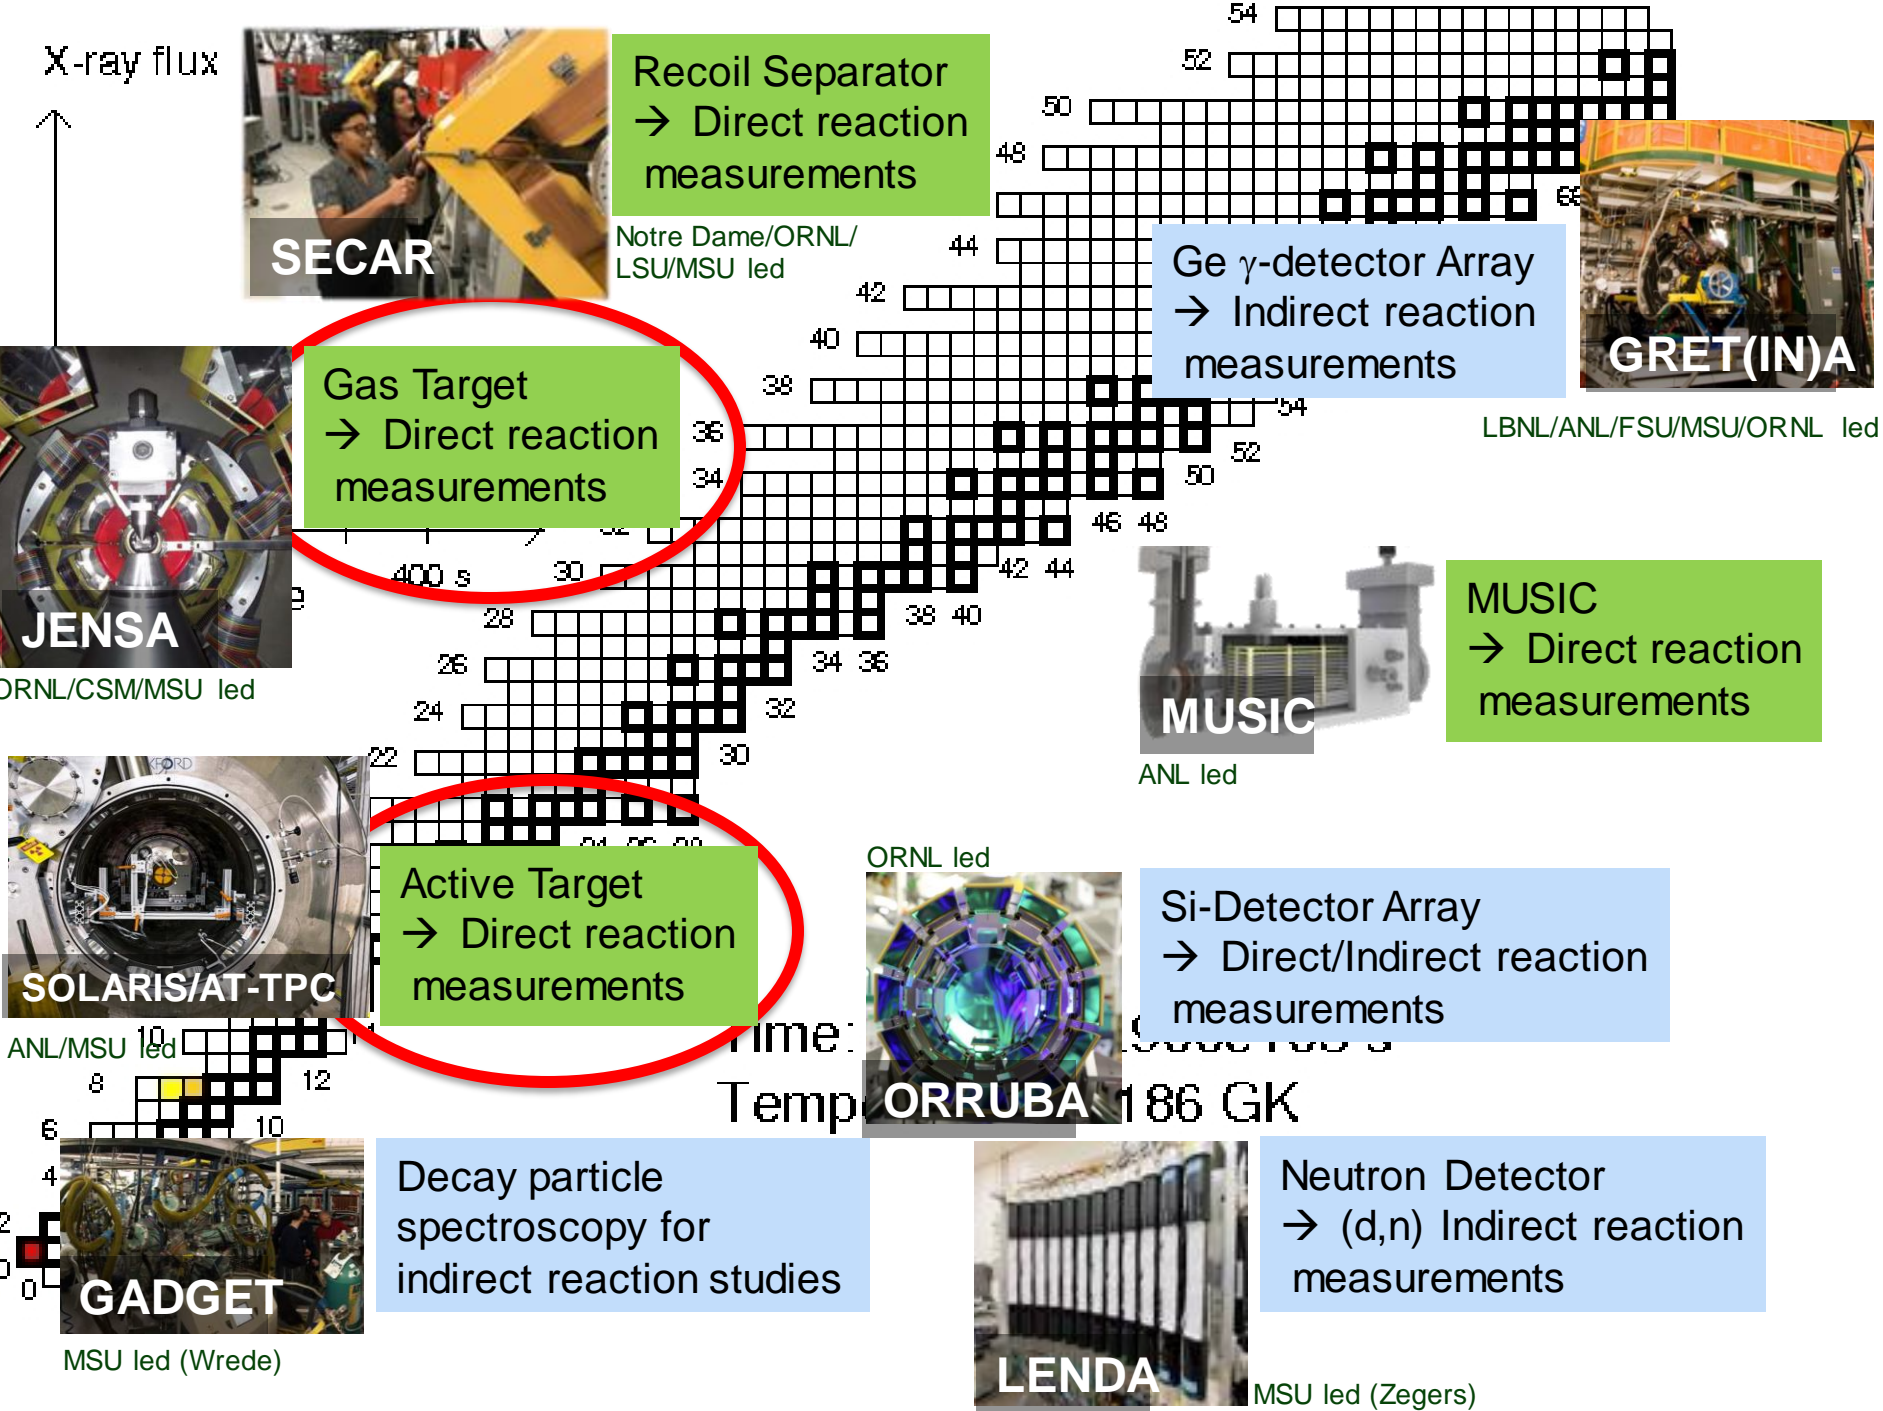 X-ray flux
SECAR
Recoil Separator
→ Direct reaction
measurements
Notre Dame/ORNL/
LSU/MSU led
54
52
50
48
44
42
40
38
36
34
30
28
26
24
22
Ge γ-detector Array
→ Indirect reaction
measurements
GRET(IN)A
LBNL/ANL/FSU/MSU/ORNL led
54
52
50
46 48
42 44
38 40
34 36
32
30
JENSA
ORNL/CSM/MSU led
Gas Target
→ Direct reaction
measurements
400 s
MUSIC
ANL led
MUSIC
→ Direct reaction
measurements
SOLARIS/AT-TPC
ANL/MSU led
Active Target
→ Direct reaction
measurements
ORNL led
ORRUBA
Si-Detector Array
→ Direct/Indirect reaction
measurements
10
8
12
6
10
4
2
0
0
186 GK
GADGET
MSU led (Wrede)
Decay particle
spectroscopy for
indirect reaction studies
LENDA
MSU led (Zegers)
Neutron Detector
→ (d,n) Indirect reaction
measurements